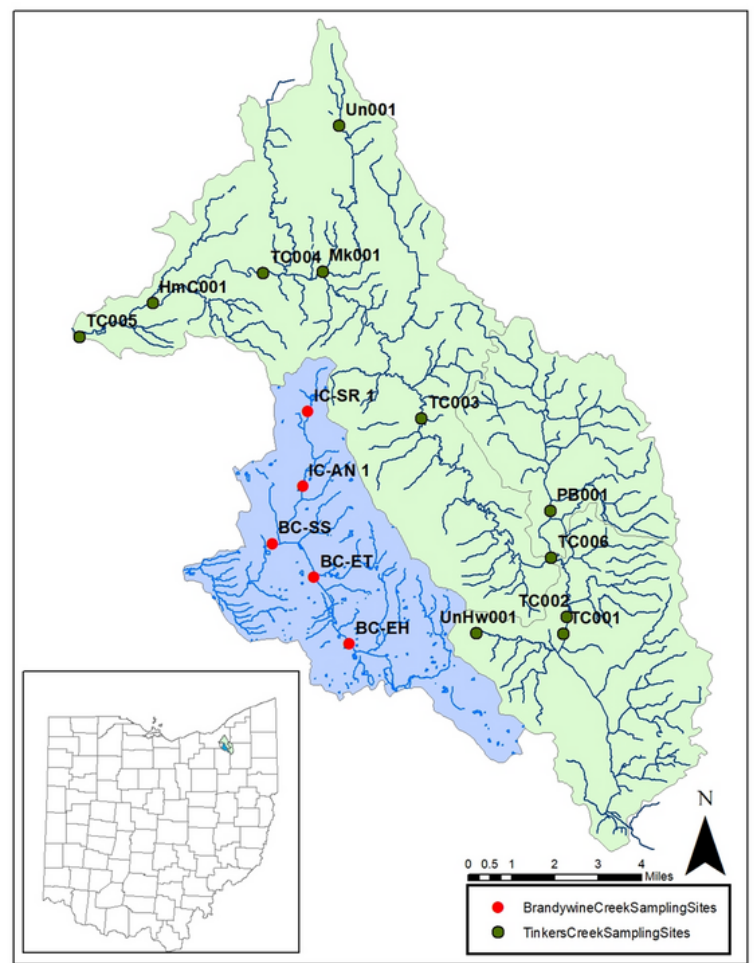 Un001
TC004
Mk001
HmC001
TC005
IC-SR 1
TC003
IC-AN 1
PB001
BC-SS
TC006
BC-ET
TC002
UnHw001
TC001
BC-EH
N
0 0.5 1 2 3 4
Miles
BrandywineCreekSamplingSites
TinkersCreekSamplingSites